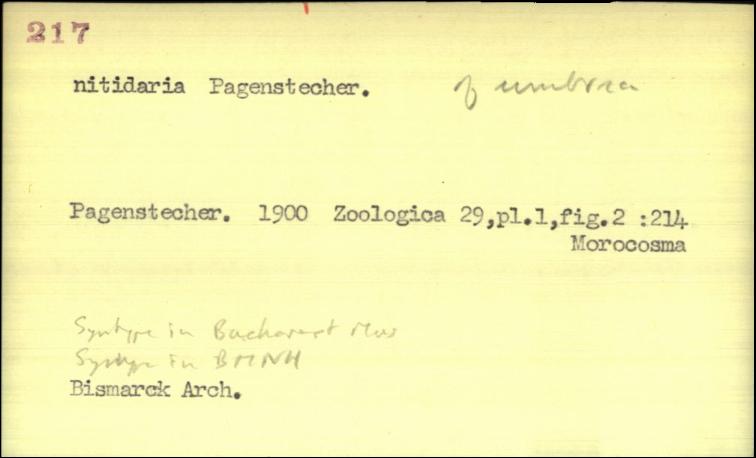 217
nitidaria Pagenstecher. of umbrea
Pagenstecher. 1900 Zoologica 29,pl.1,fig.2 :214
Morocosma
Syntype in Bucharest Mus
Syntype in BMNH
Bismarck Arch.